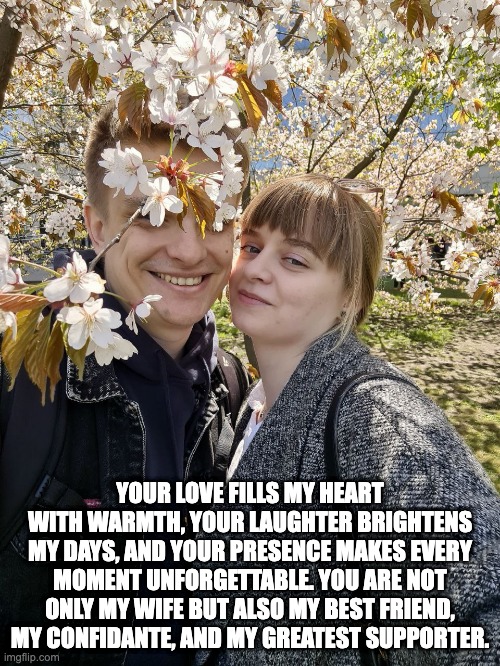 YOUR LOVE FILLS MY HEART
WITH WARMTH, YOUR LAUGHTER BRIGHTENS
MY DAYS, AND YOUR PRESENCE MAKES EVERY
MOMENT UNFORGETTABLE. YOU ARE NOT
ONLY MY WIFE BUT ALSO MY BEST FRIEND,
MY CONFIDANTE, AND MY GREATEST SUPPORTER.
imgflip.com